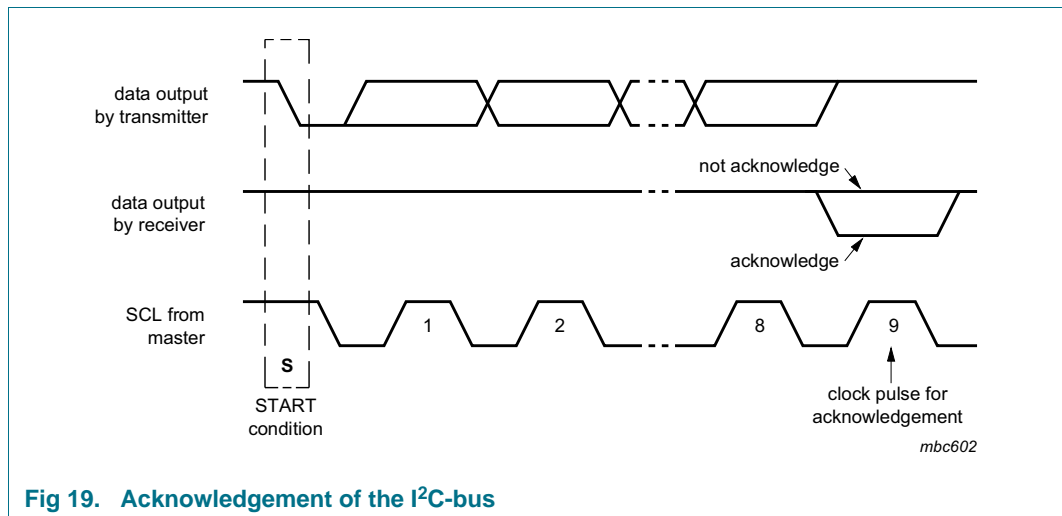 data output
by transmitter
not acknowledge
data output
by receiver
acknowledge
SCL from
master
1
2
8
9
S
START
condition
clock pulse for
acknowledgement
mbc602
Fig 19. Acknowledgement of the I²C-bus